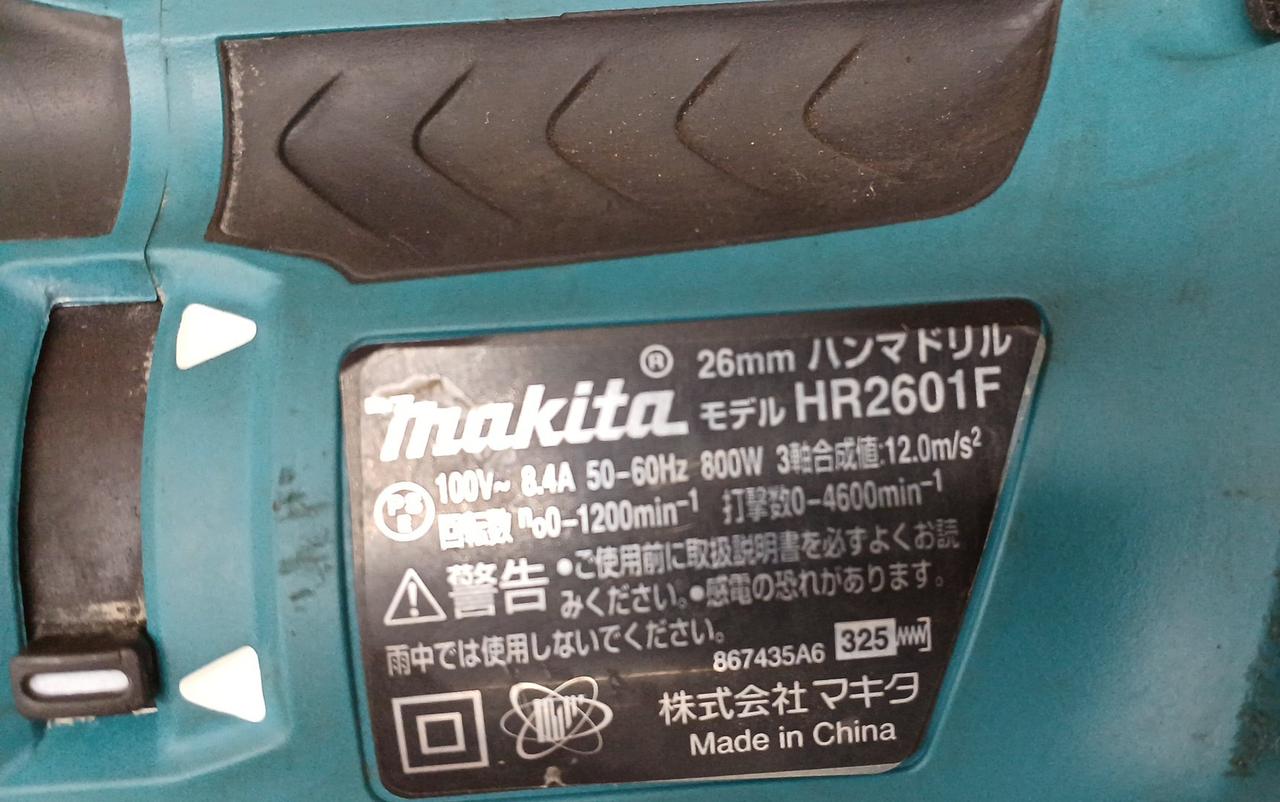 26mm ハンマドリル
makita® モデル HR2601F
100V~ 8.4A 50-60Hz 800W 3軸合成値:12.0m/s²
PS E 回転数 n₀0-1200min⁻¹ 打撃数0-4600min⁻¹
警告 •ご使用前に取扱説明書を必ずよくお読
みください。•感電の恐れがあります。
雨中では使用しないでください。
867435A6 325
株式会社マキタ
Made in China